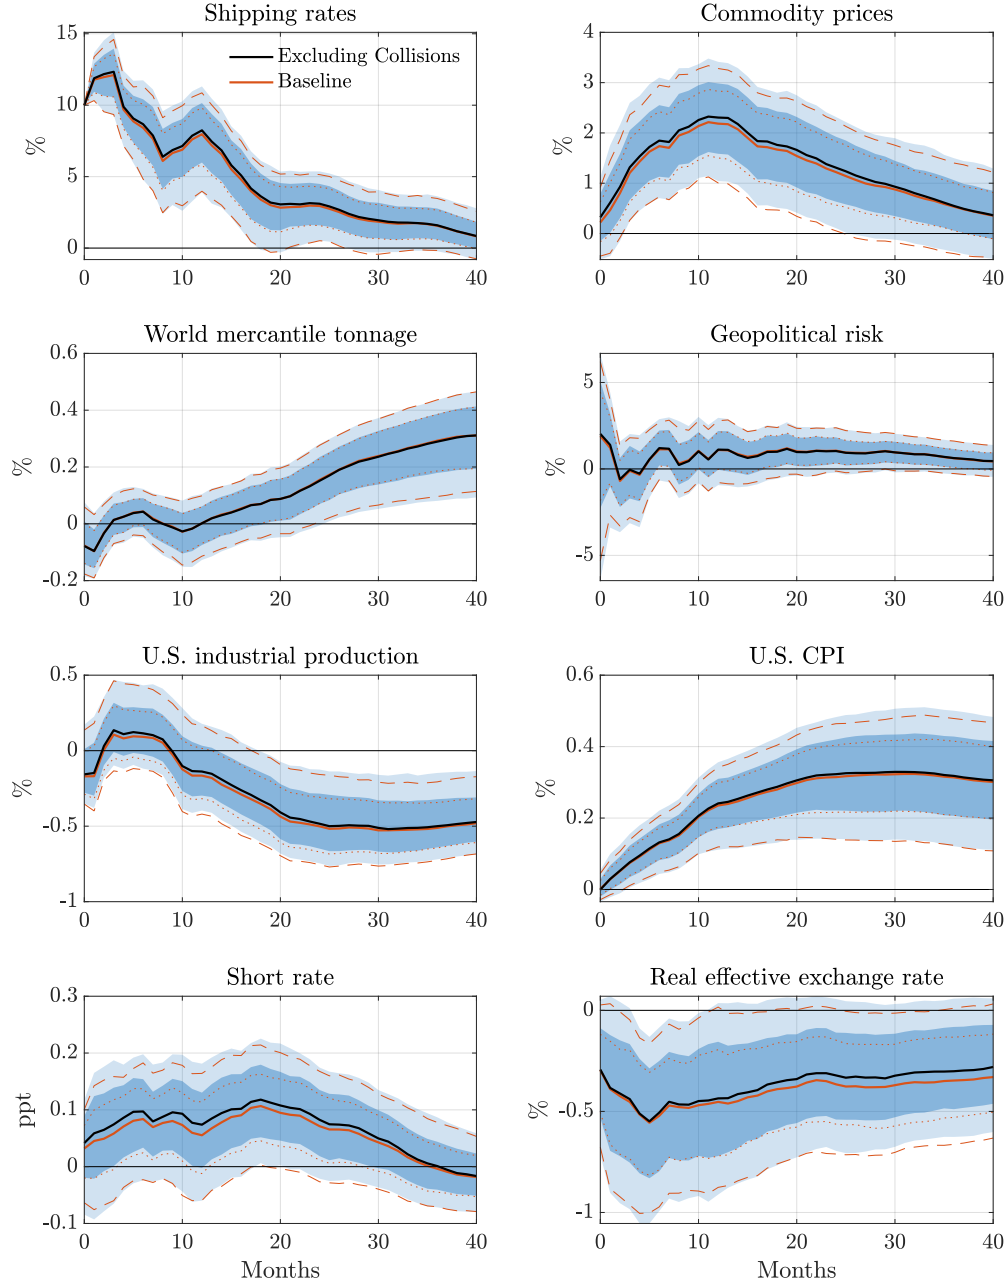 Shipping rates
15
10
5
0
%
0 10 20 30 40
Excluding Collisions
Baseline
Commodity prices
4
3
2
1
0
%
0 10 20 30 40
World mercantile tonnage
0.6
0.4
0.2
0
-0.2
%
0 10 20 30 40
Geopolitical risk
5
0
-5
%
0 10 20 30 40
U.S. industrial production
0.5
0
-0.5
-1
%
0 10 20 30 40
U.S. CPI
0.6
0.4
0.2
0
%
0 10 20 30 40
Short rate
0.3
0.2
0.1
0
-0.1
ppt
0 10 20 30 40
Months
Real effective exchange rate
0
-0.5
-1
%
0 10 20 30 40
Months